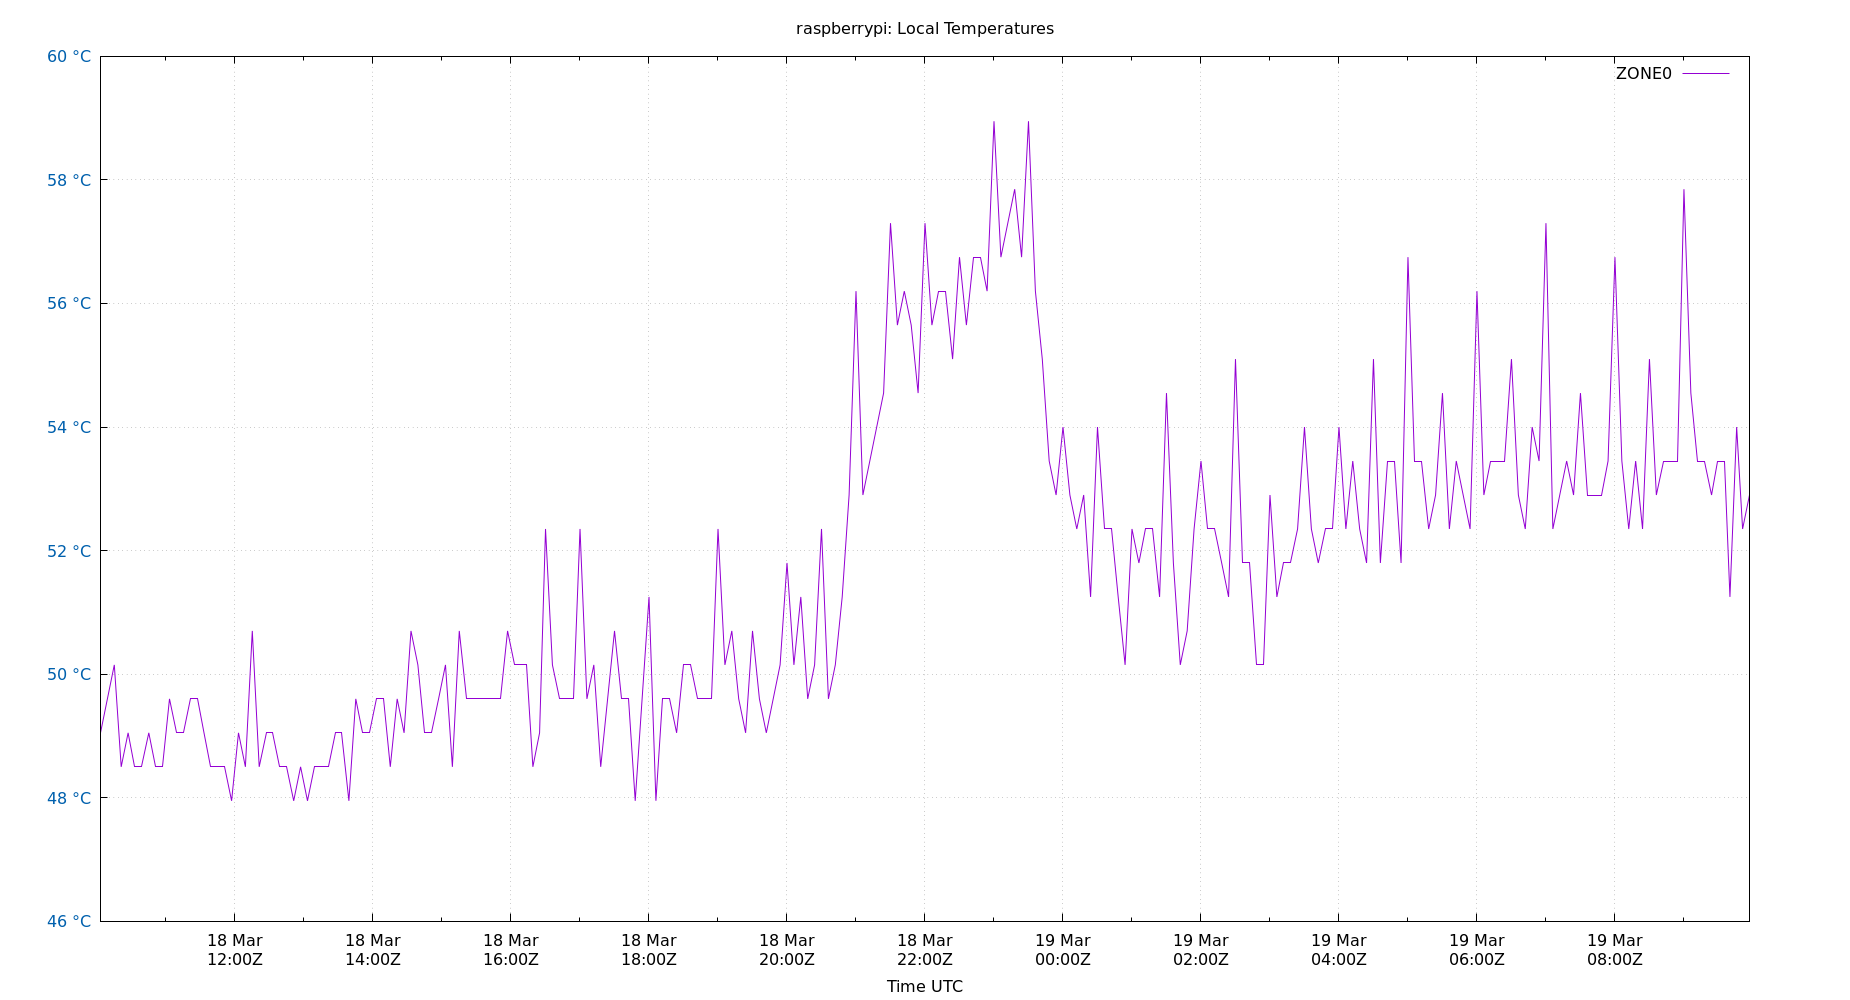 raspberrypi: Local Temperatures
60 °C
ZONE0
58 °C
56 °C
54 °C
52 °C
50 °C
48 °C
46 °C
18 Mar 18 Mar 18 Mar 18 Mar 18 Mar 18 Mar 19 Mar 19 Mar 19 Mar 19 Mar 19 Mar
12:00Z 14:00Z 16:00Z 18:00Z 20:00Z 22:00Z 00:00Z 02:00Z 04:00Z 06:00Z 08:00Z
Time UTC